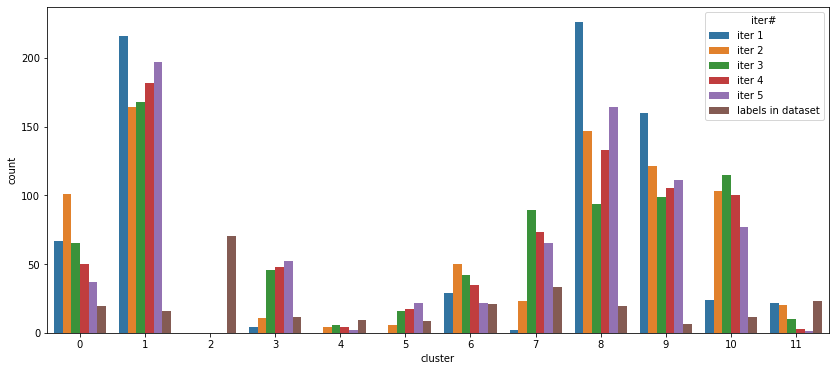 iter#
iter 1
iter 2
iter 3
iter 4
iter 5
labels in dataset
count
200
150
100
50
0
0 1 2 3 4 5 6 7 8 9 10 11
cluster